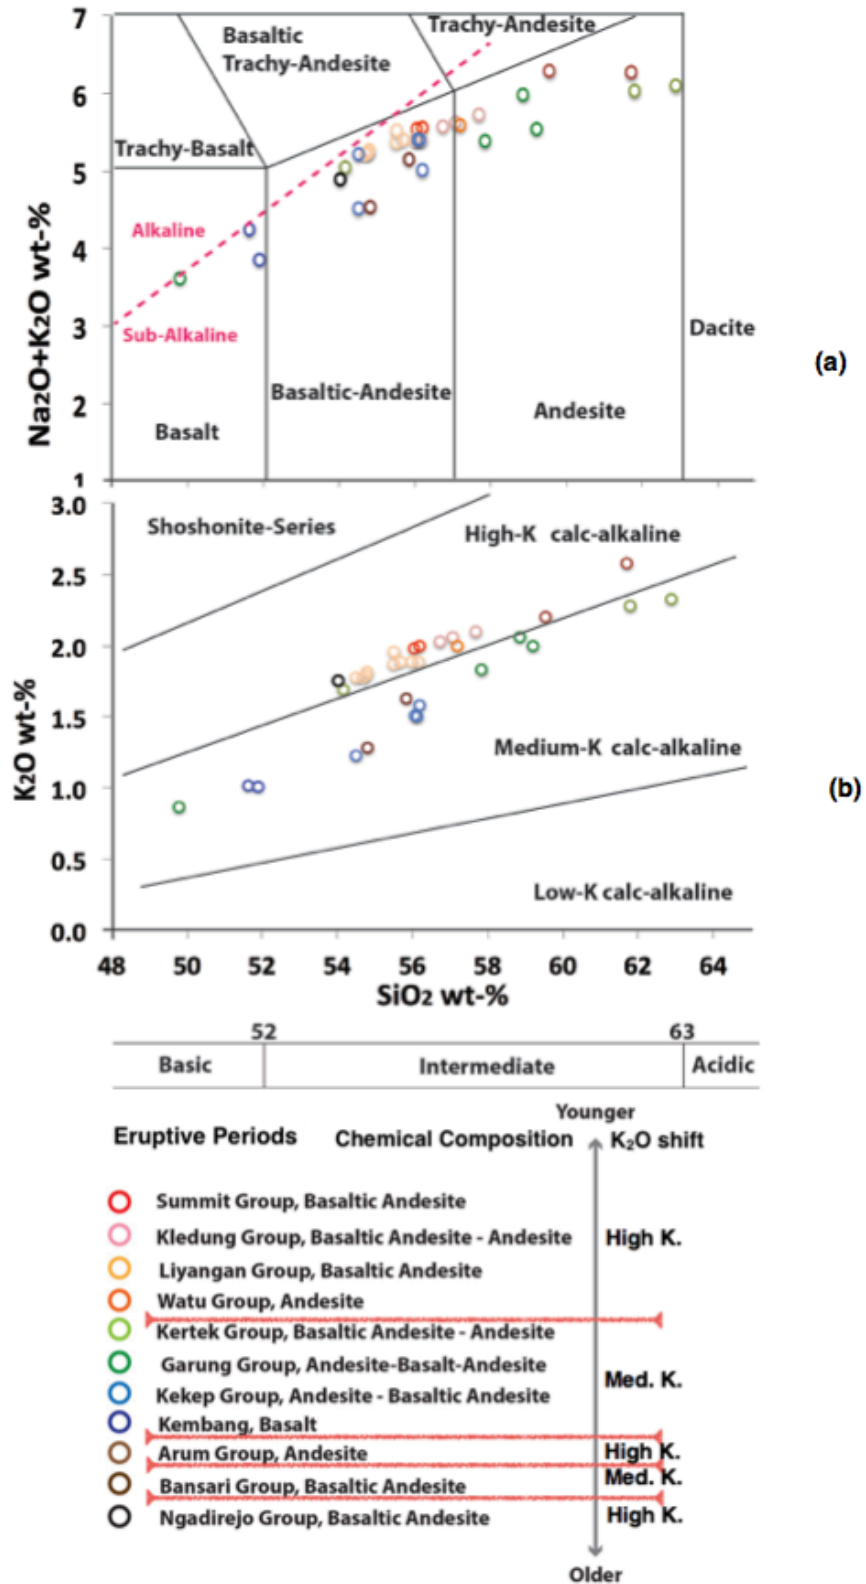 7
6
5
4
3
2
1
Na2O+K2O wt-%
Basaltic
Trachy-Andesite
Trachy-Andesite
Trachy-Basalt
Alkaline
Sub-Alkaline
Dacite
(a)
Basaltic-Andesite
Andesite
Basalt
3.0
2.5
2.0
1.5
1.0
0.5
0.0
K2O wt-%
Shoshonite-Series
High-K calc-alkaline
Medium-K calc-alkaline
(b)
Low-K calc-alkaline
48 50 52 54 56 58 60 62 64
SiO2 wt-%
52 63
Basic Intermediate Acidic
Younger
Eruptive Periods Chemical Composition K2O shift
Summit Group, Basaltic Andesite
Kledung Group, Basaltic Andesite - Andesite High K.
Liyangan Group, Basaltic Andesite
Watu Group, Andesite
Kertek Group, Basaltic Andesite - Andesite
Garung Group, Andesite-Basalt-Andesite
Med. K.
Kekep Group, Andesite - Basaltic Andesite
Kembang, Basalt
Arum Group, Andesite High K.
Bansari Group, Basaltic Andesite Med. K.
Ngadirejo Group, Basaltic Andesite High K.
Older